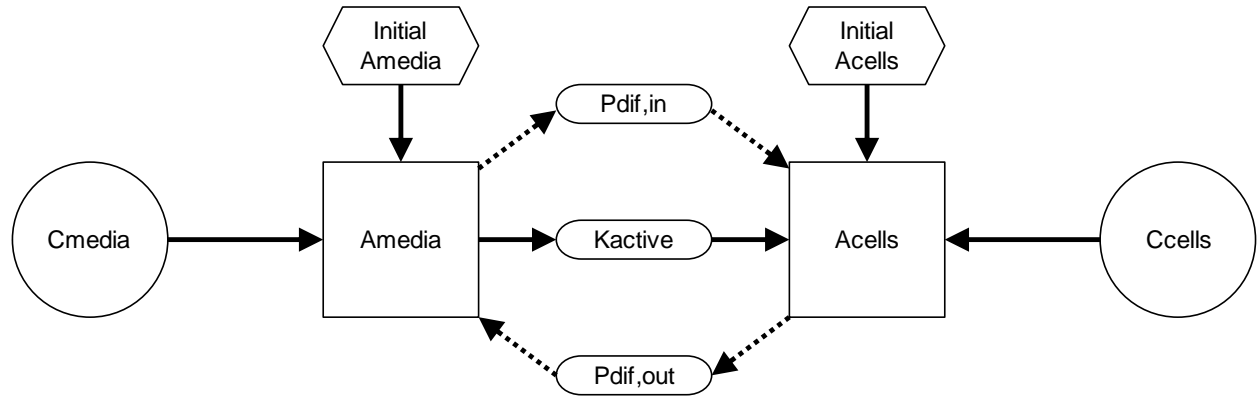 Initial
Amedia
Initial
Acells
Pdif,in
Cmedia
Amedia
Kactive
Acells
Ccells
Pdif,out